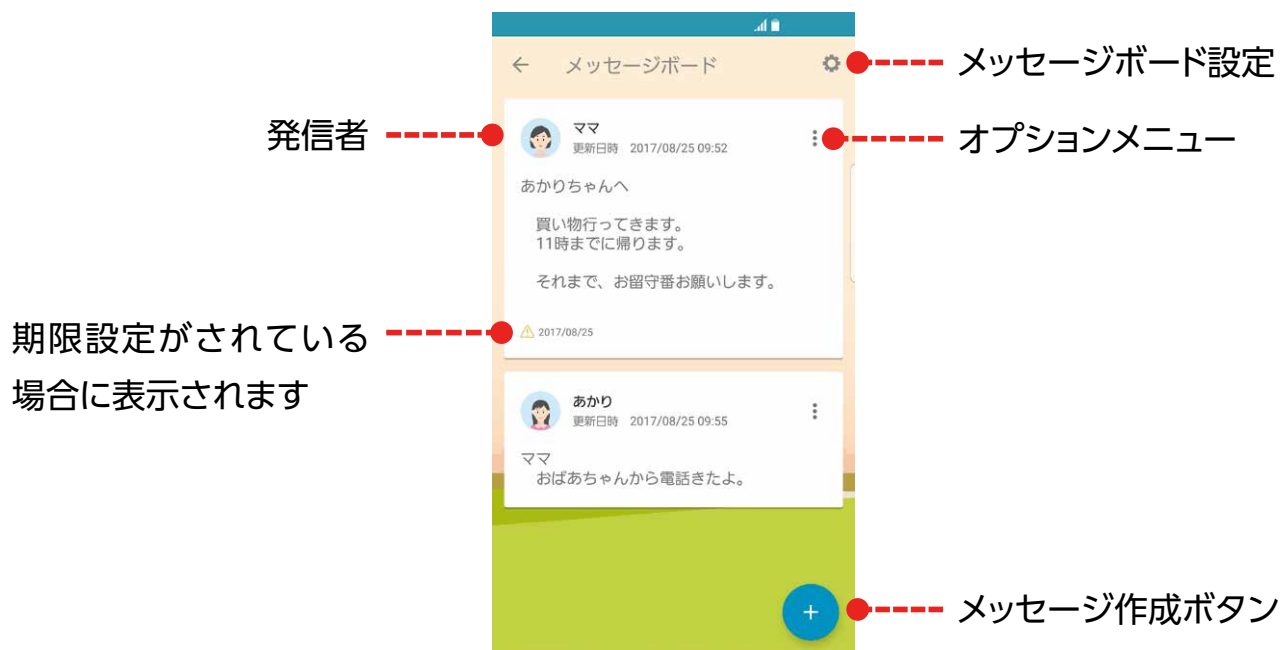 メッセージボード
メッセージボード設定
発信者
ママ
更新日時 2017/08/25 09:52
オプションメニュー
あかりちゃんへ
買い物行ってきます。
11時までに帰ります。
それまで、お留守番お願いします。
期限設定がされている
場合に表示されます
2017/08/25
あかり
更新日時 2017/08/25 09:55
ママ
おばあちゃんから電話きたよ。
+
メッセージ作成ボタン